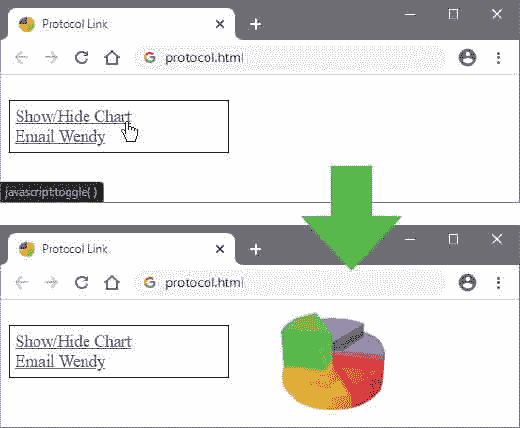 Protocol Link
protocol.html
Show/Hide Chart
Email Wendy
javascript:toggle( )
Protocol Link
protocol.html
Show/Hide Chart
Email Wendy